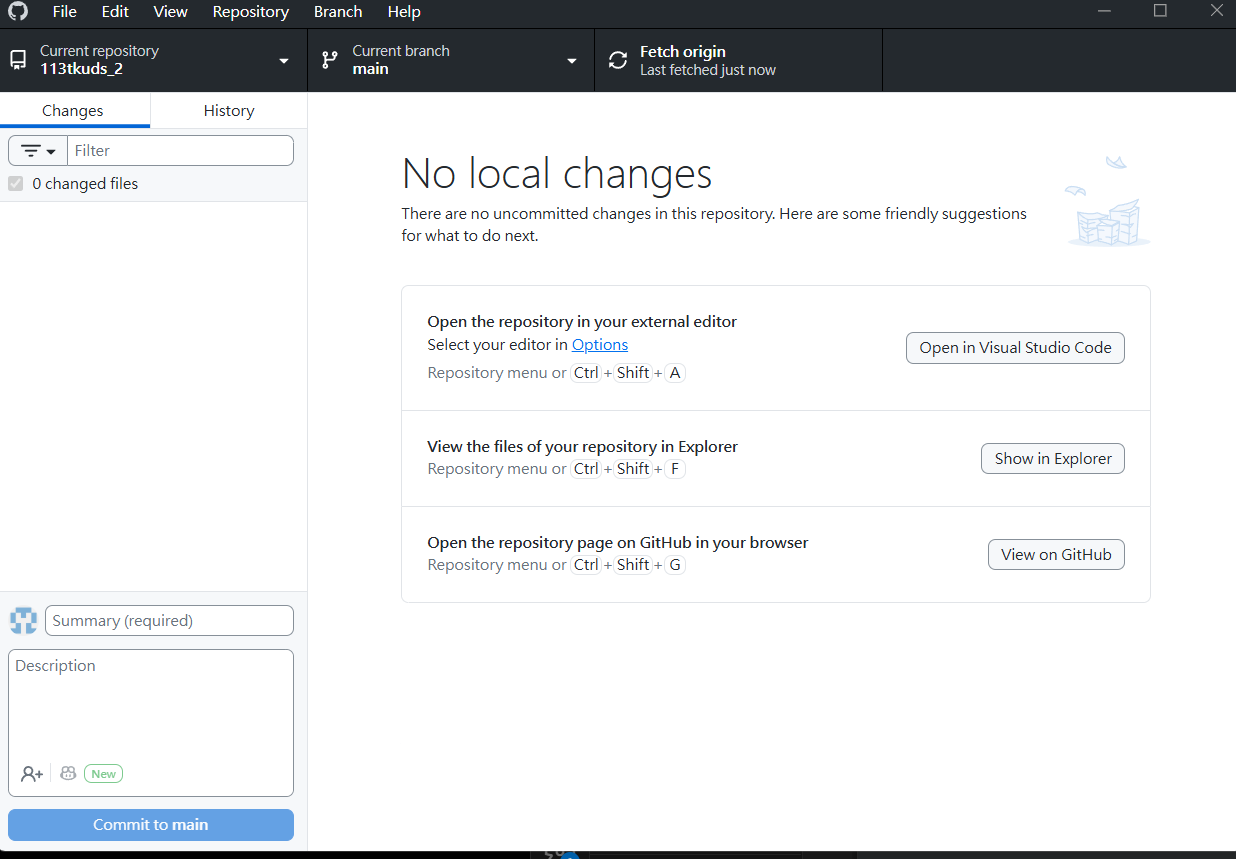 File Edit View Repository Branch Help
Current repository
113tkuds_2
Current branch
main
Fetch origin
Last fetched just now
Changes
History
Filter
0 changed files
No local changes
There are no uncommitted changes in this repository. Here are some friendly suggestions
for what to do next.
Open the repository in your external editor
Select your editor in Options
Repository menu or Ctrl + Shift + A
Open in Visual Studio Code
View the files of your repository in Explorer
Repository menu or Ctrl + Shift + F
Show in Explorer
Open the repository page on GitHub in your browser
Repository menu or Ctrl + Shift + G
View on GitHub
Summary (required)
Description
New
Commit to main